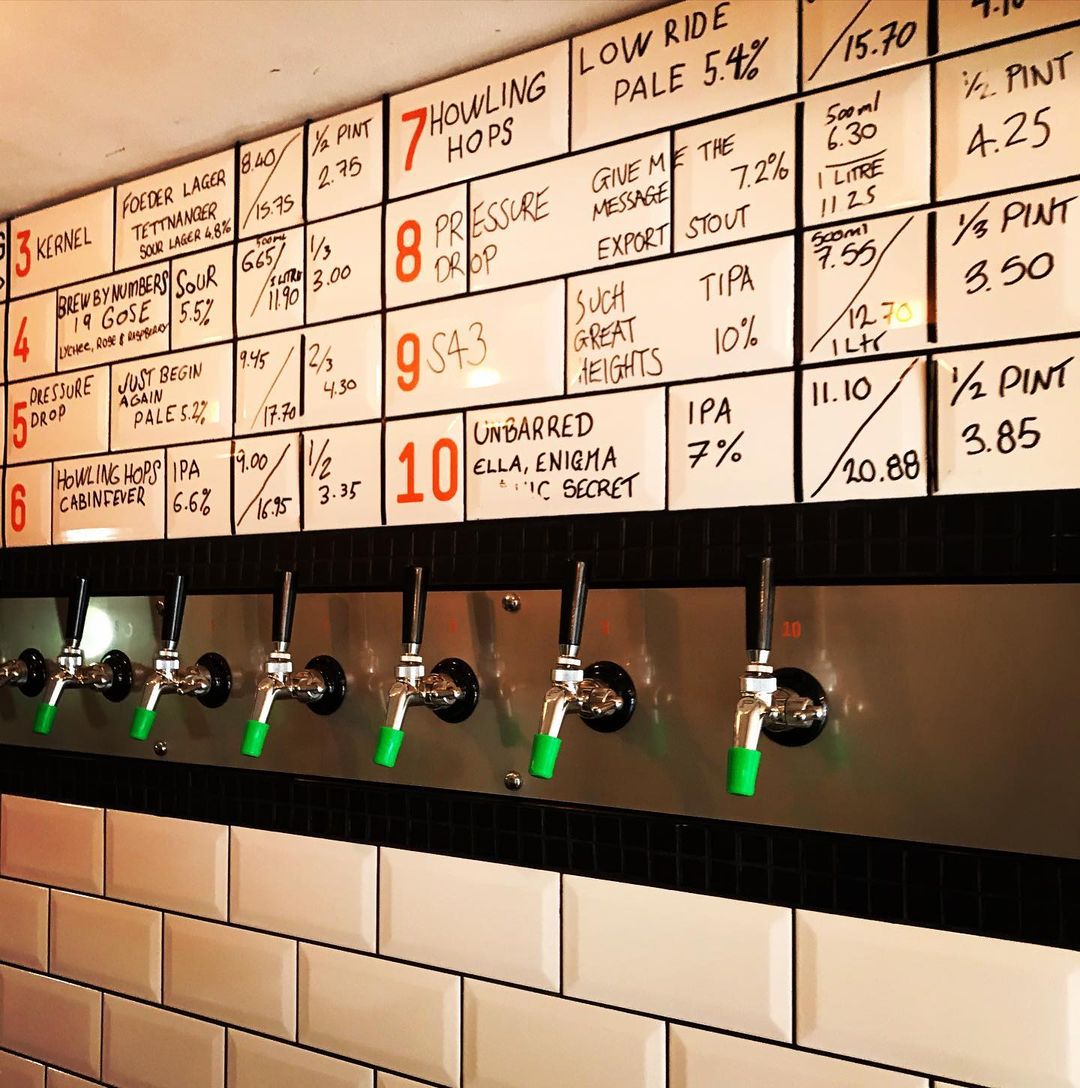 3 KERNEL
FOEDER LAGER
TETTNANGER
SOUR LAGER 4.8%
8.40/
15.75
1/2 PINT
2.75
4
BREW BY NUMBERS
19 GOSE
LYCHEE, ROSE & RASPBERRY
SOUR
5.5%
500ml
6.65/
1 LITRE
11.90
1/3
3.00
5
PRESSURE
DROP
JUST BEGIN
AGAIN
PALE 5.2%
9.45
/
17.70
2/3
4.30
6
HOWLING HOPS
CABINFEVER
IPA
6.6%
9.00
/
16.95
1/2
3.35
7 HOWLING
HOPS
LOW RIDE
PALE 5.4%
/15.70
8 PRESSURE
DROP
GIVE ME THE
MESSAGE 7.2%
EXPORT STOUT
500ml
6.30
1 LITRE
11 25
1/2 PINT
4.25
9 S43
SUCH
GREAT
HEIGHTS
TIPA
10%
500ml
7.55
/
12.70
1 Ltr
1/3 PINT
3.50
10
UNBARRED
ELLA, ENIGMA
SECRET
IPA
7%
11.10
/
20.88
1/2 PINT
3.85
10